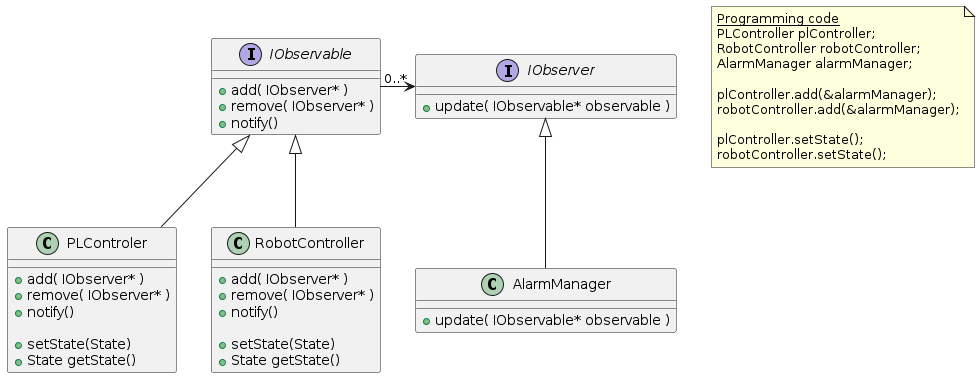 I IObservable
add( IObserver* )
remove( IObserver* )
notify()
0..*
I IObserver
update( IObservable* observable )
Programming code
PLController plController;
RobotController robotController;
AlarmManager alarmManager;
plController.add(&alarmManager);
robotController.add(&alarmManager);
plController.setState();
robotController.setState();
C PLControler
add( IObserver* )
remove( IObserver* )
notify()
setState(State)
State getState()
C RobotController
add( IObserver* )
remove( IObserver* )
notify()
setState(State)
State getState()
C AlarmManager
update( IObservable* observable )